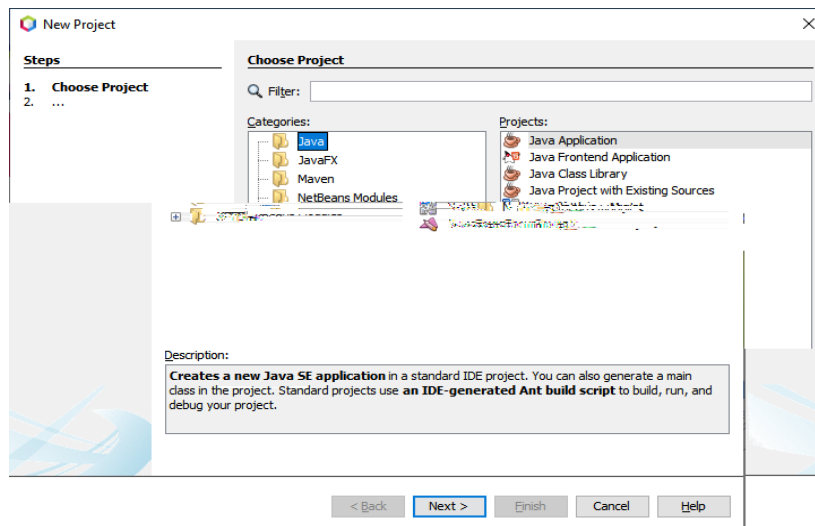 New Project
Steps
1. Choose Project
2. ...
Choose Project
Filter:
Categories:
Java
JavaFX
Maven
NetBeans Modules
Projects:
Java Application
Java Frontend Application
Java Class Library
Java Project with Existing Sources
Description:
Creates a new Java SE application in a standard IDE project. You can also generate a main
class in the project. Standard projects use an IDE-generated Ant build script to build, run, and
debug your project.
< Back
Next >
Finish
Cancel
Help